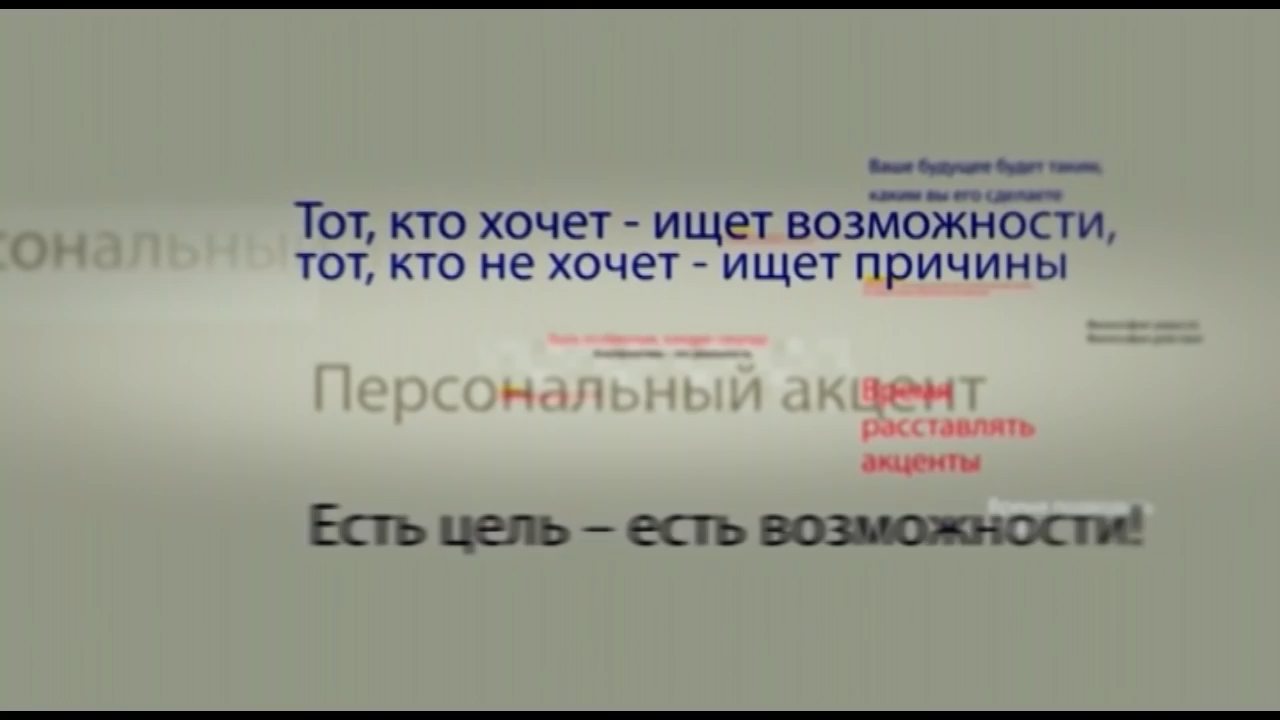 Ваше будущее будет таким,
каким вы его сделаете
Тот, кто хочет - ищет возможности,
тот, кто не хочет - ищет причины
сональны
Персональный акцент
Время
расставлять
акценты
Есть цель – есть возможности!